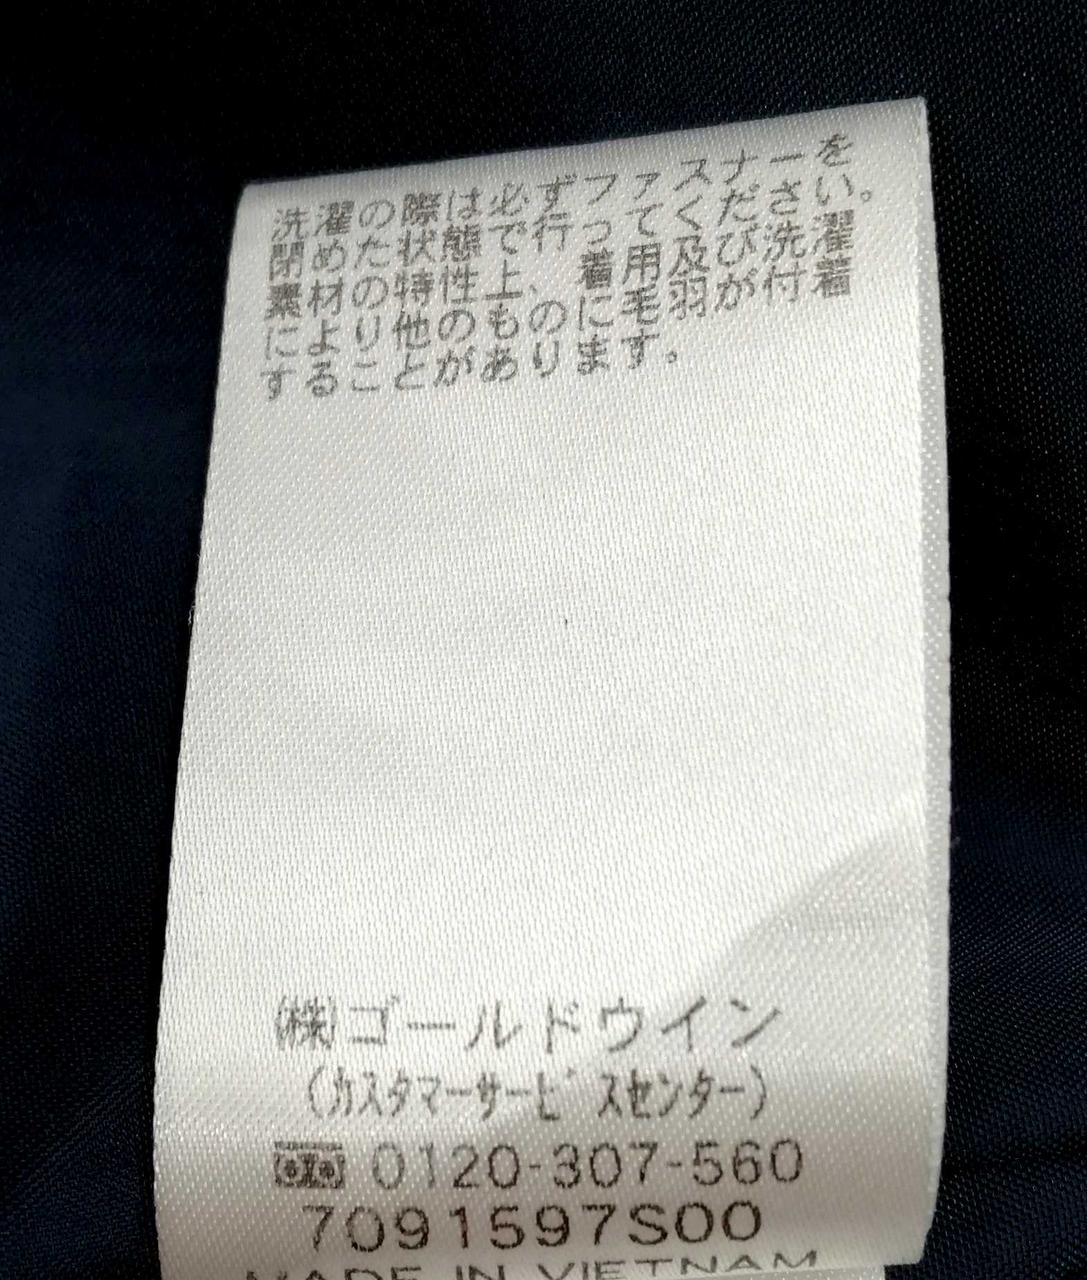 洗濯の際は必ずファスナーを
閉めた状態で行ってください。
素材の特性上、着用及び洗濯
により他のものに毛羽が付着
することがあります。
(株)ゴールドウイン
(カスタマーサービスセンター)
0120-307-560
7091597S00
MADE IN VIETNAM